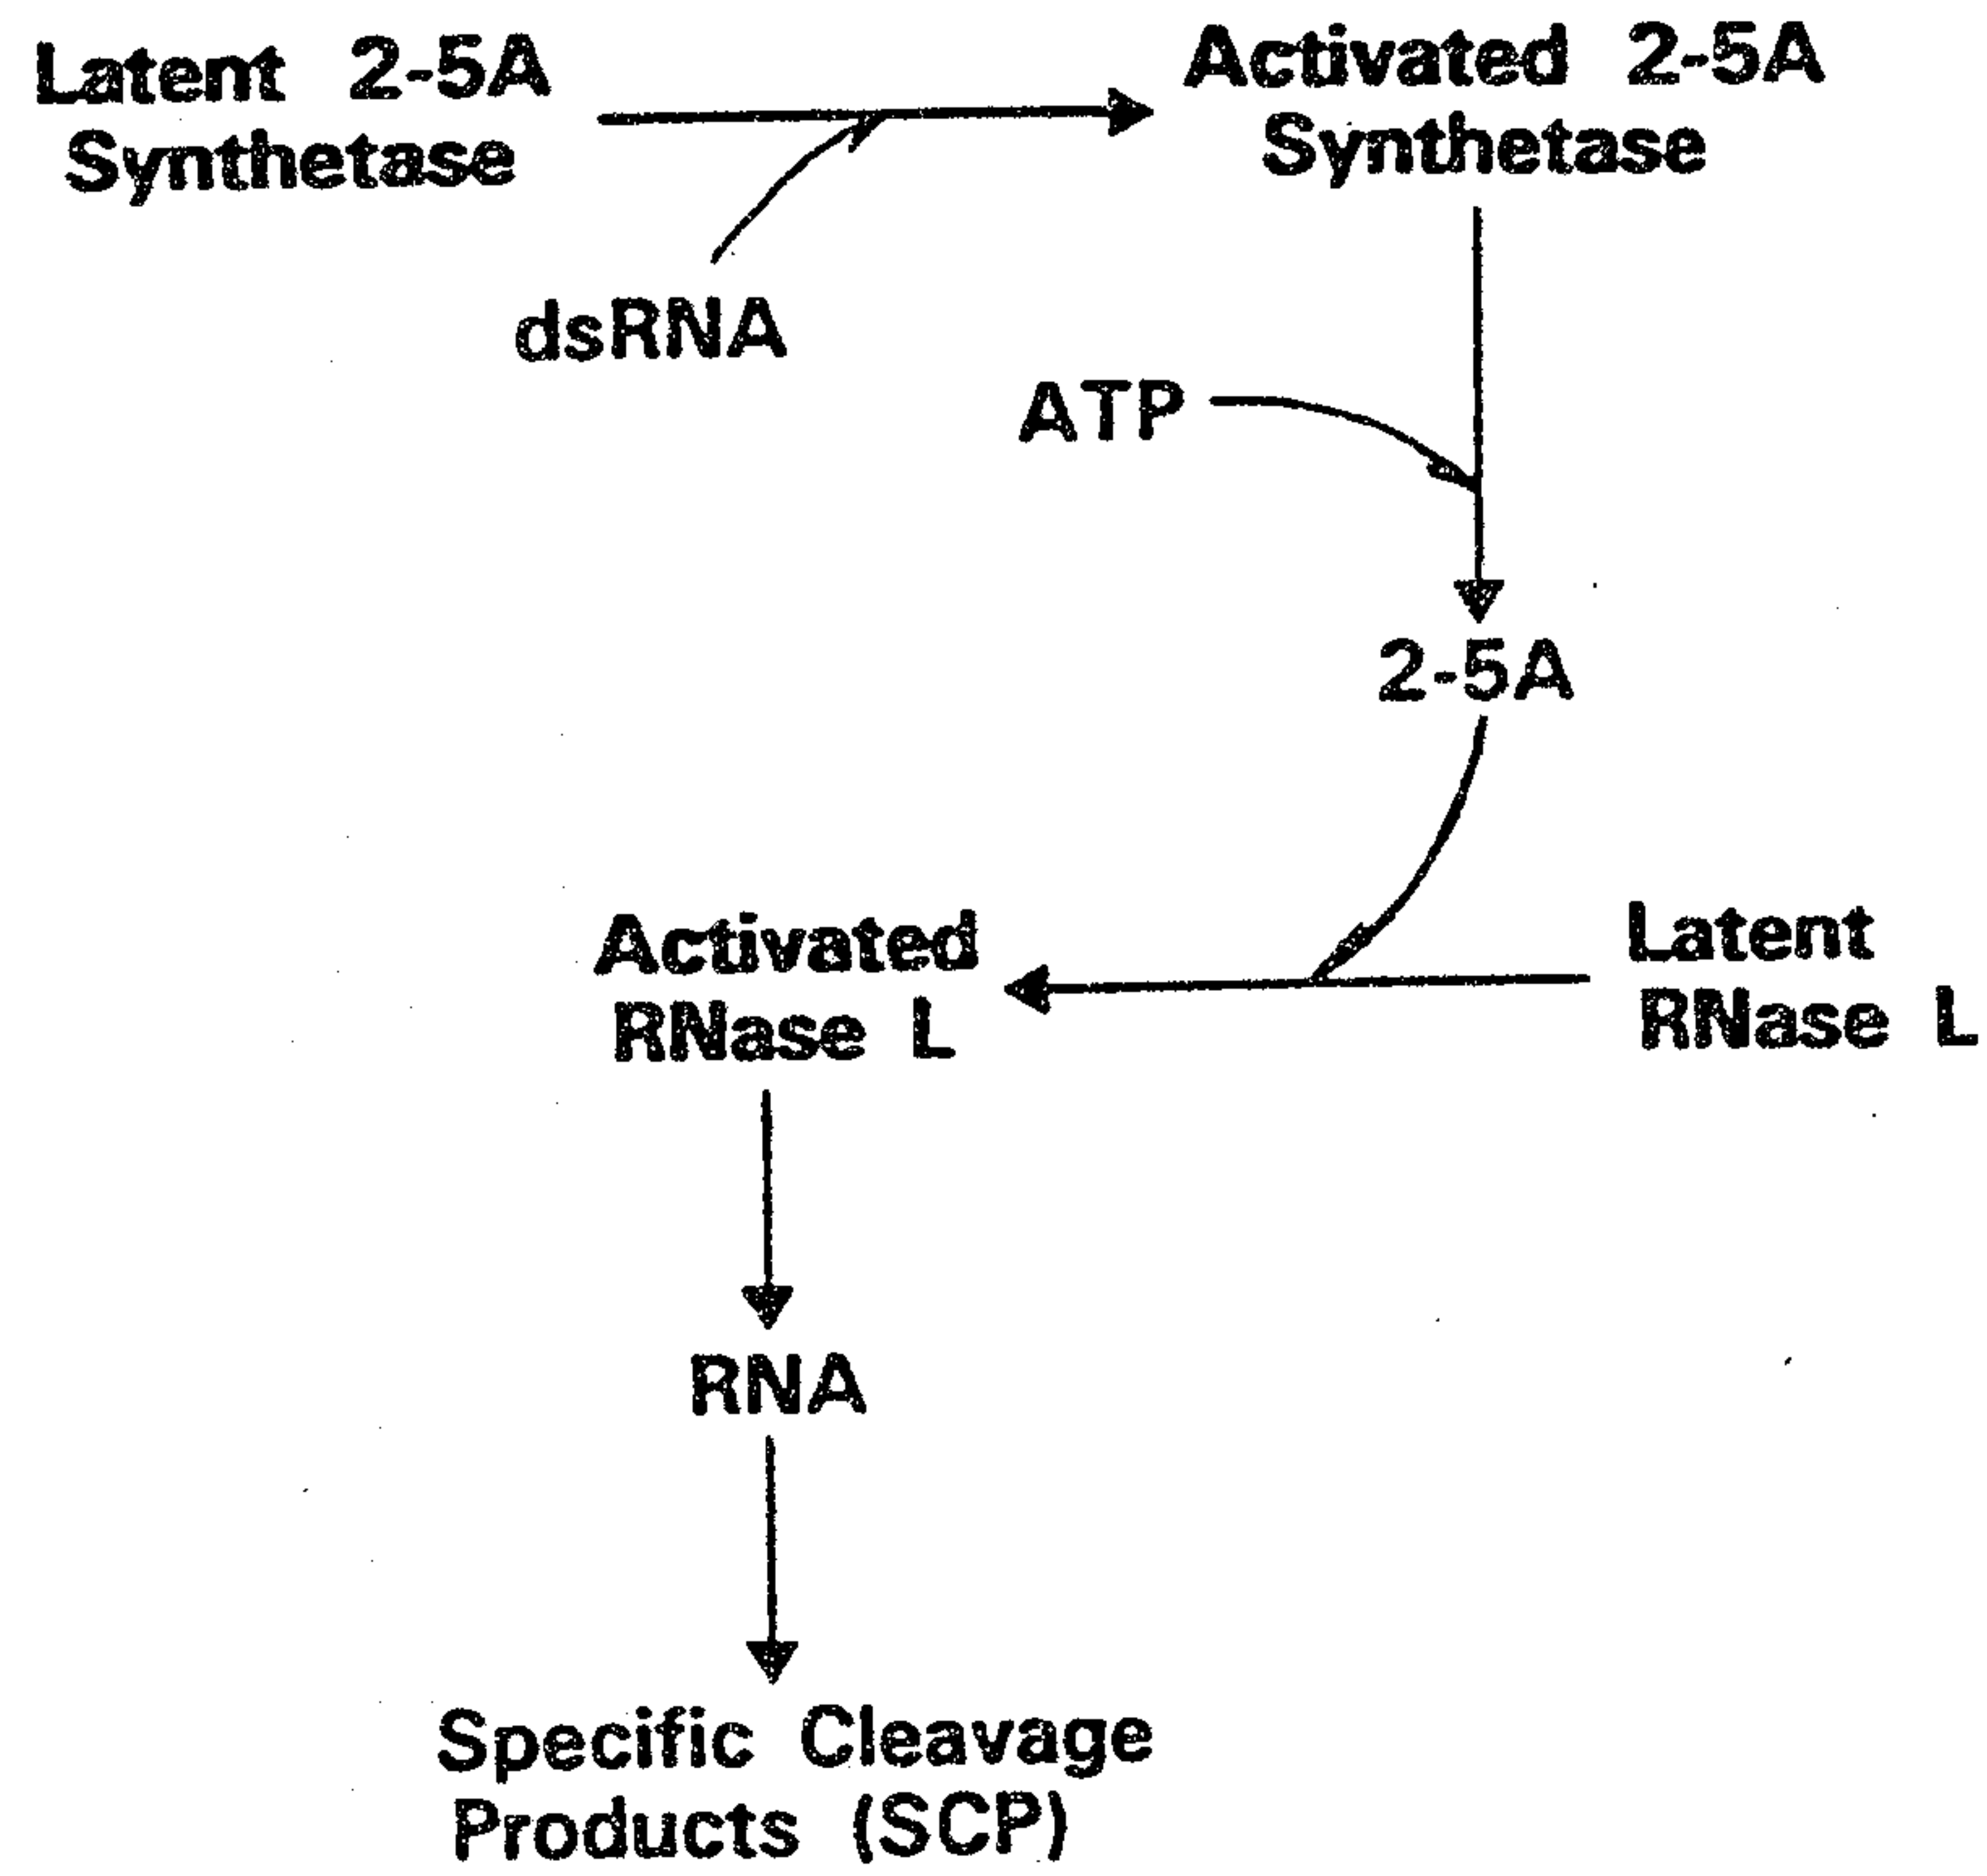 Latent 2-5A
Synthetase
Activated 2-5A
Synthetase
dsRNA
ATP
2-5A
Activated
RNase L
Latent
RNase L
RNA
Specific Cleavage
Products (SCP)